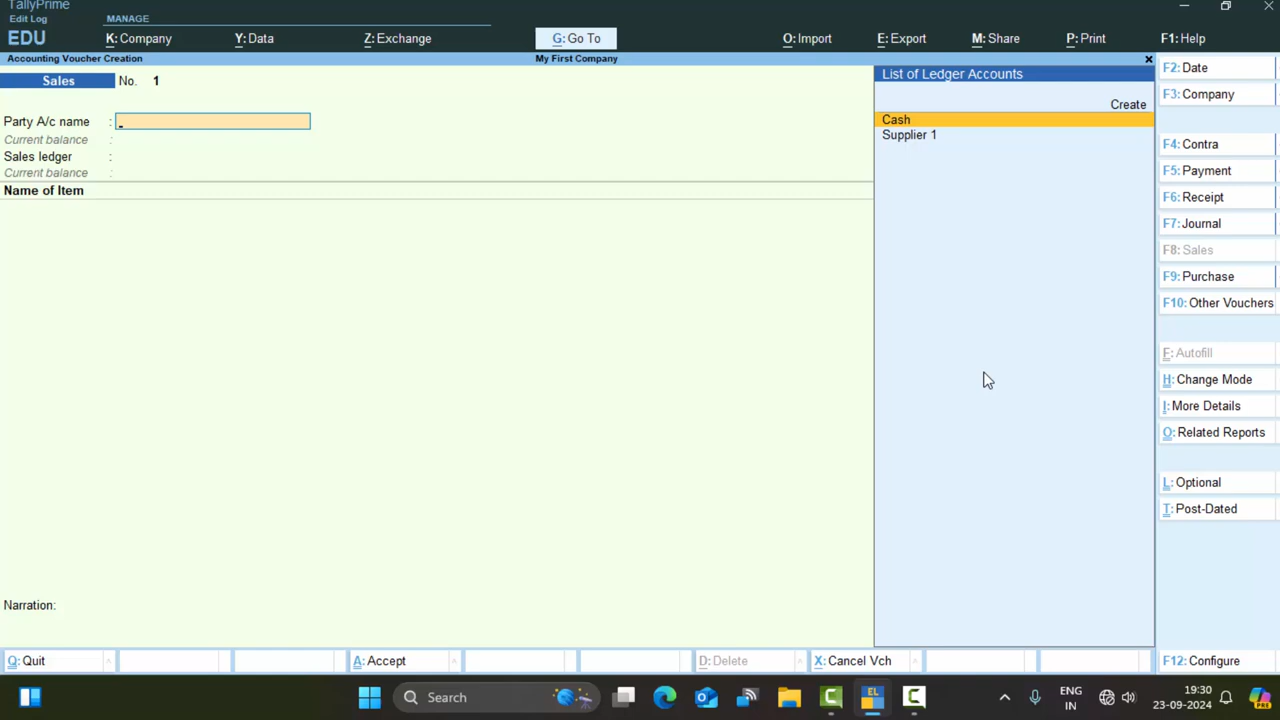 TallyPrime
Edit Log
EDU
MANAGE
K: Company
Y: Data
Z: Exchange
G: Go To
O: Import
E: Export
M: Share
P: Print
F1: Help
Accounting Voucher Creation
My First Company
Sales No. 1
Party A/c name :
Current balance :
Sales ledger :
Current balance :
Name of Item
Narration:
List of Ledger Accounts
Create
Cash
Supplier 1
F2: Date
F3: Company
F4: Contra
F5: Payment
F6: Receipt
F7: Journal
F8: Sales
F9: Purchase
F10: Other Vouchers
F: Autofill
H: Change Mode
I: More Details
O: Related Reports
L: Optional
T: Post-Dated
Q: Quit
A: Accept
D: Delete
X: Cancel Vch
F12: Configure
Search
EL
ENG
IN
19:30
23-09-2024
PRE